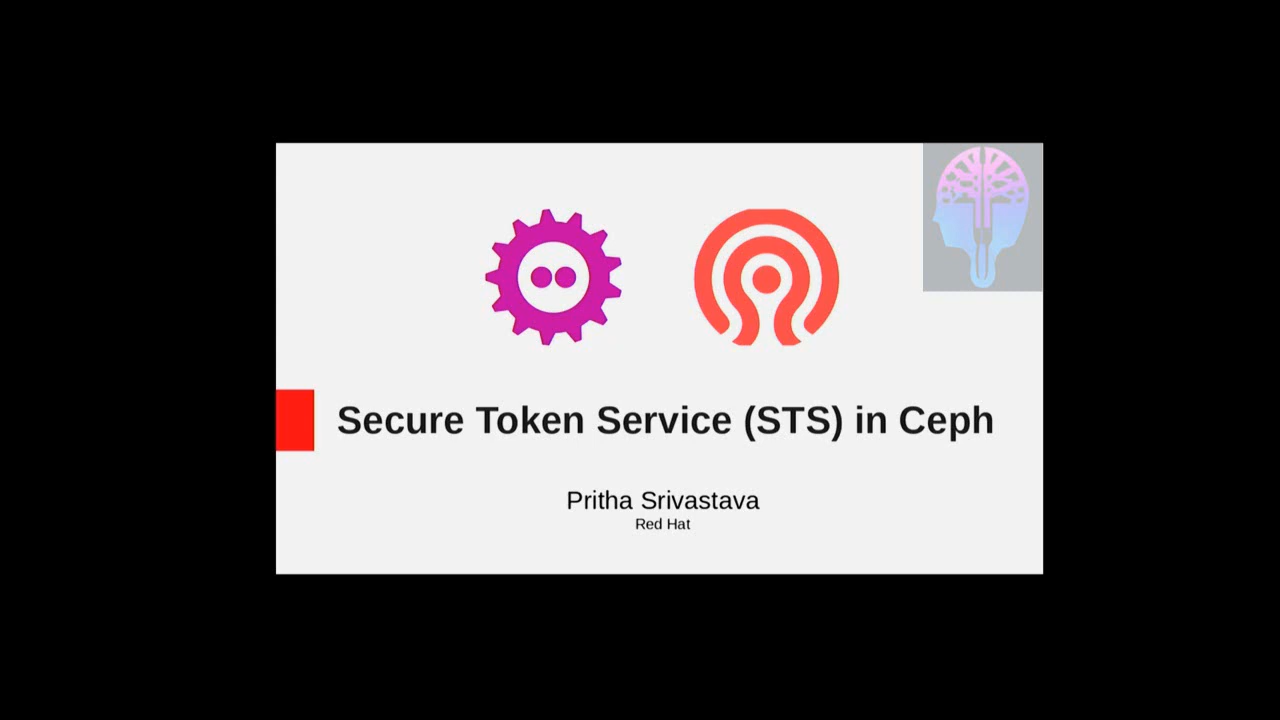 Secure Token Service (STS) in Ceph
Pritha Srivastava
Red Hat